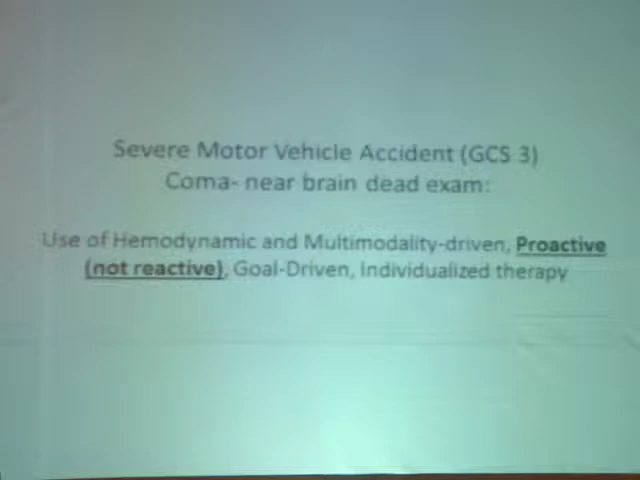 Severe Motor Vehicle Accident (GCS 3)
Coma- near brain dead exam:
Use of Hemodynamic and Multimodality-driven, Proactive
(not reactive), Goal-Driven, Individualized therapy